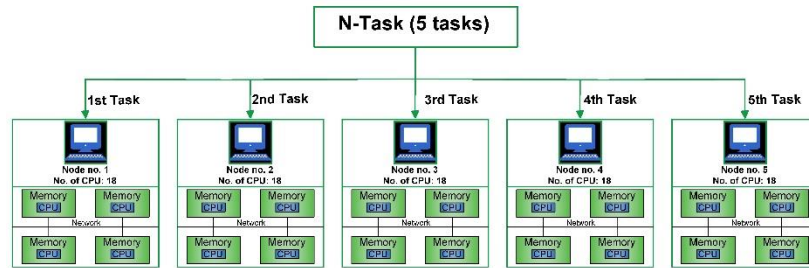 N-Task (5 tasks)
1st Task
2nd Task
3rd Task
4th Task
5th Task
Node no. 1
No. of CPU: 18
Memory
CPU
Memory
CPU
Network
Memory
CPU
Memory
CPU
Node no. 2
No. of CPU: 18
Memory
CPU
Memory
CPU
Network
Memory
CPU
Memory
CPU
Node no. 3
No. of CPU: 18
Memory
CPU
Memory
CPU
Network
Memory
CPU
Memory
CPU
Node no. 4
No. of CPU: 18
Memory
CPU
Memory
CPU
Network
Memory
CPU
Memory
CPU
Node no. 5
No. of CPU: 18
Memory
CPU
Memory
CPU
Network
Memory
CPU
Memory
CPU